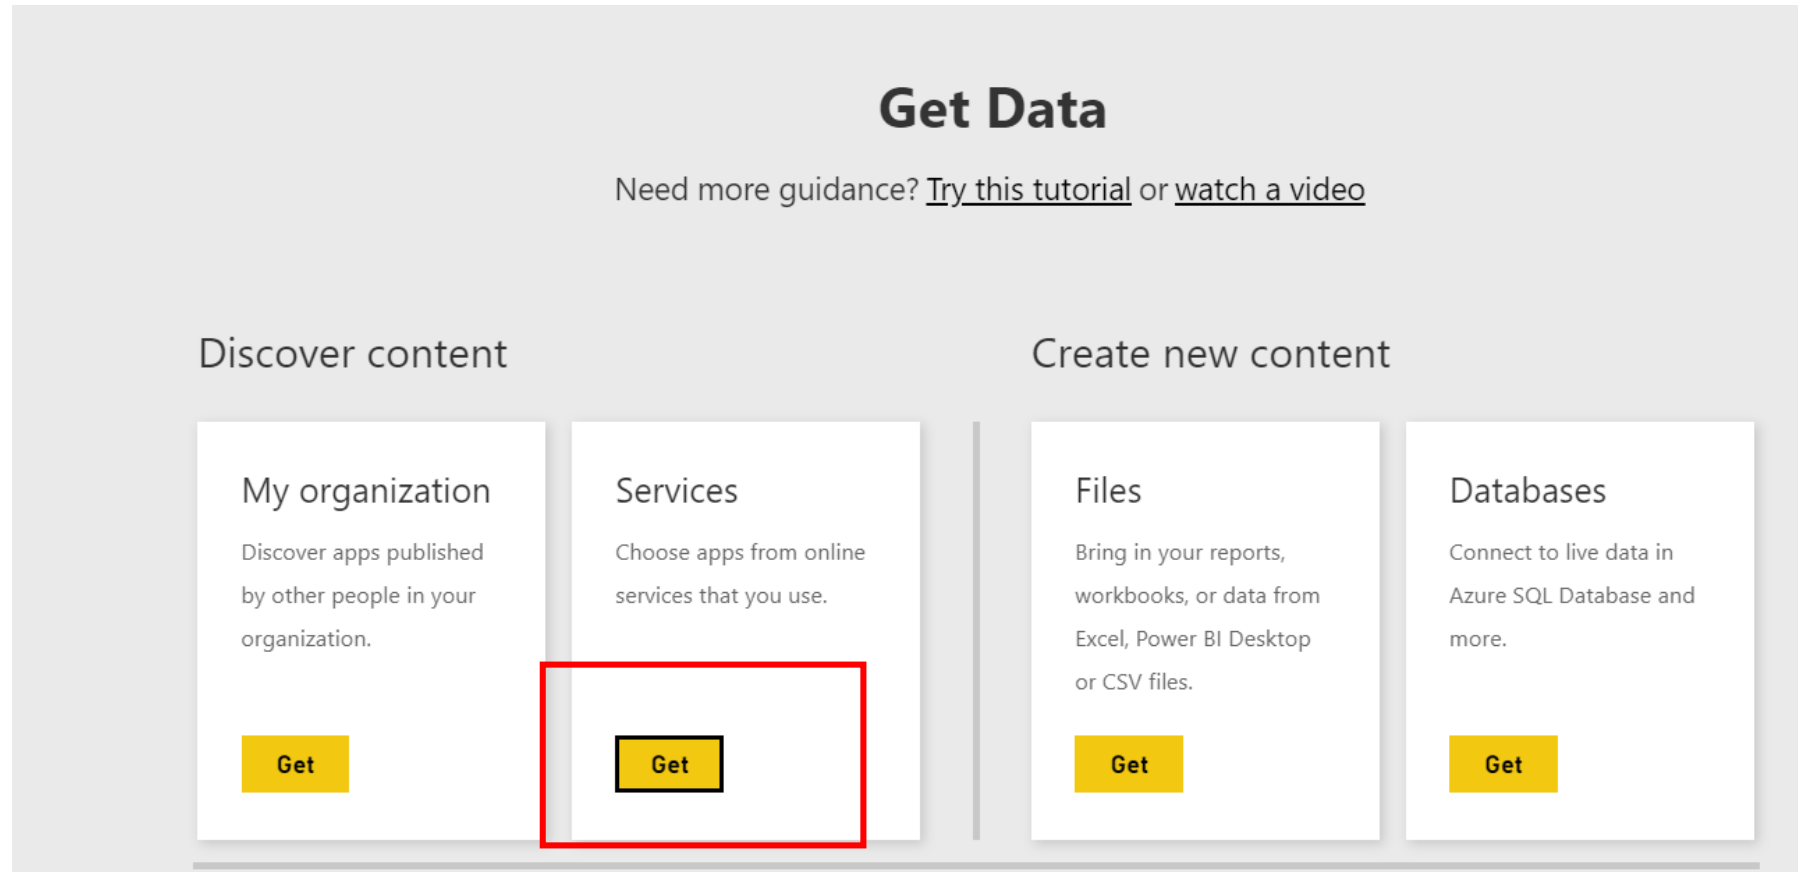 Get Data
Need more guidance? Try this tutorial or watch a video
Discover content
My organization
Discover apps published
by other people in your
organization.
Get
Services
Choose apps from online
services that you use.
Get
Create new content
Files
Bring in your reports,
workbooks, or data from
Excel, Power BI Desktop
or CSV files.
Get
Databases
Connect to live data in
Azure SQL Database and
more.
Get